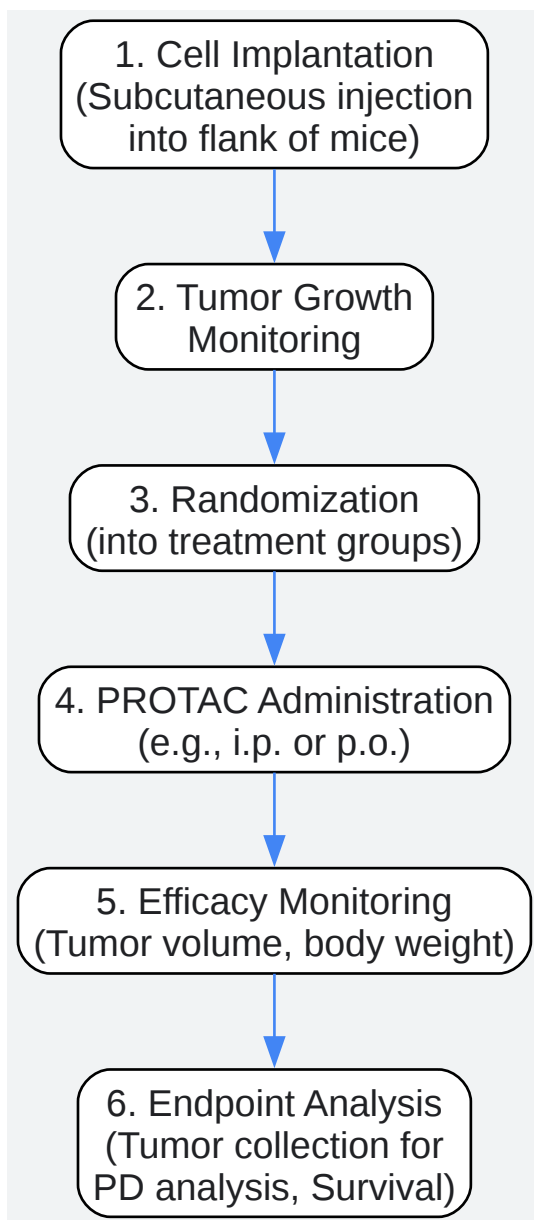 1. Cell Implantation
(Subcutaneous injection
into flank of mice)
2. Tumor Growth
Monitoring
3. Randomization
(into treatment groups)
4. PROTAC Administration
(e.g., i.p. or p.o.)
5. Efficacy Monitoring
(Tumor volume, body weight)
6. Endpoint Analysis
(Tumor collection for
PD analysis, Survival)